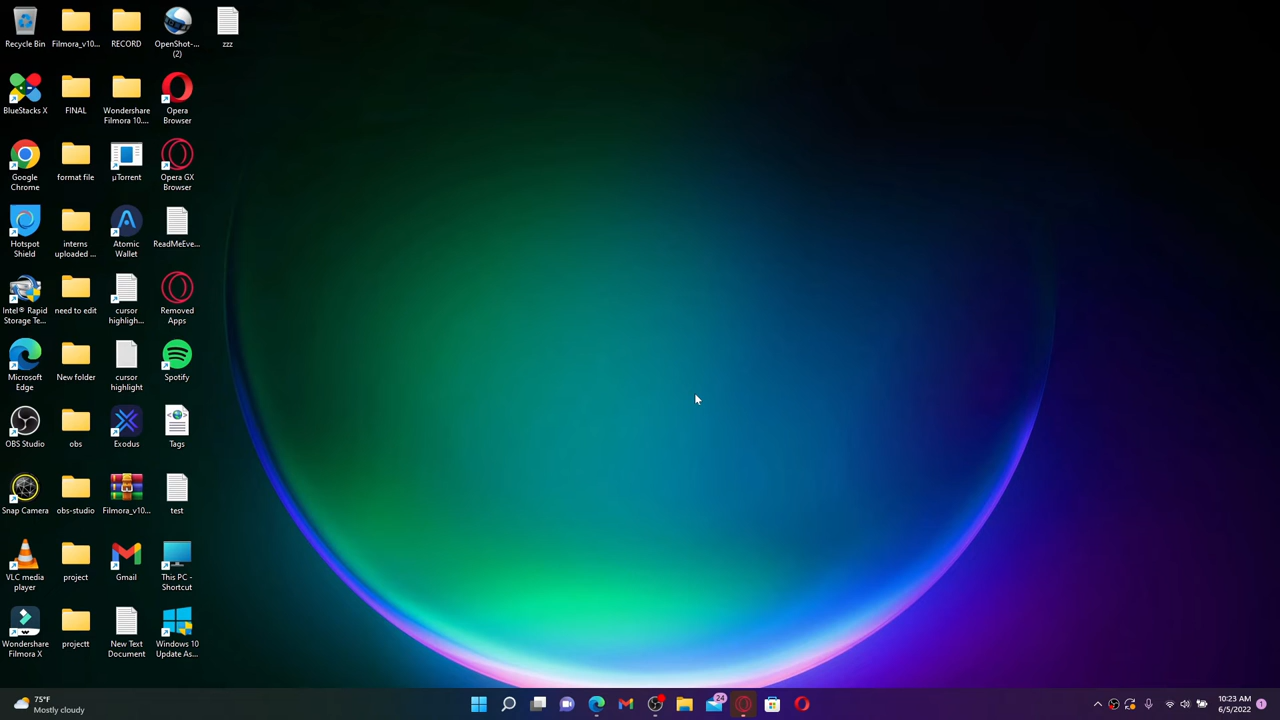 Recycle Bin
Filmora_v10...
RECORD
OpenShot-...
(2)
zzz
BlueStacks X
FINAL
Wondershare
Filmora 10....
Opera
Browser
Google
Chrome
format file
µTorrent
Opera GX
Browser
Hotspot
Shield
interns
uploaded ...
Atomic
Wallet
ReadMeEve...
Intel® Rapid
Storage Te...
need to edit
cursor
highligh...
Removed
Apps
Microsoft
Edge
New folder
cursor
highlight
Spotify
OBS Studio
obs
Exodus
Tags
Snap Camera
obs-studio
Filmora_v10...
test
VLC media
player
project
Gmail
This PC -
Shortcut
Wondershare
Filmora X
projectt
New Text
Document
Windows 10
Update As...
75°F
Mostly cloudy
24
10:23 AM
6/5/2022
1